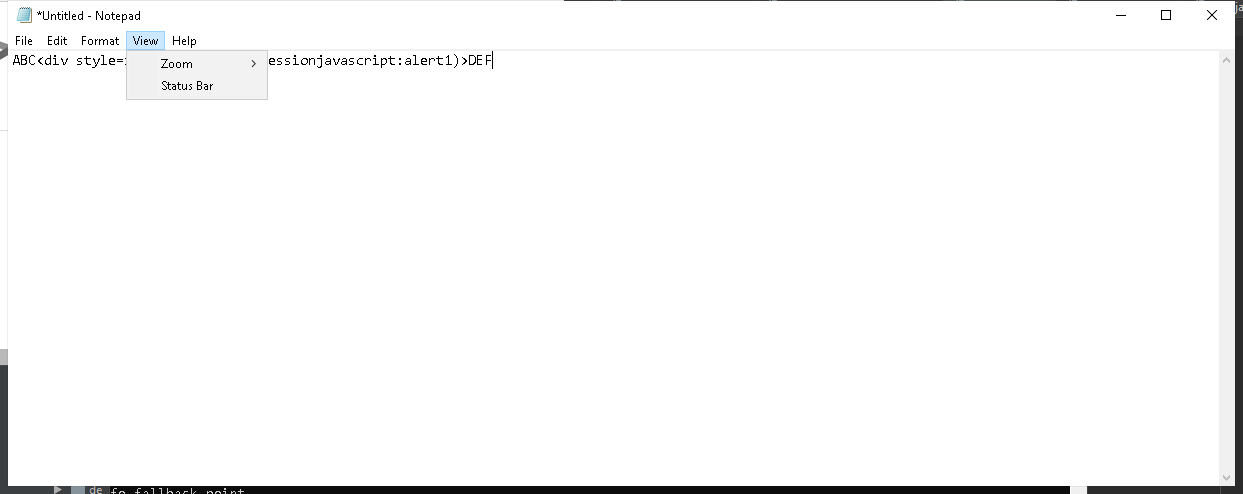 *Untitled - Notepad
File Edit Format View Help
ABC<div style= essionjavascript:alert1)>DEF
Zoom
Status Bar
de fo fallback point